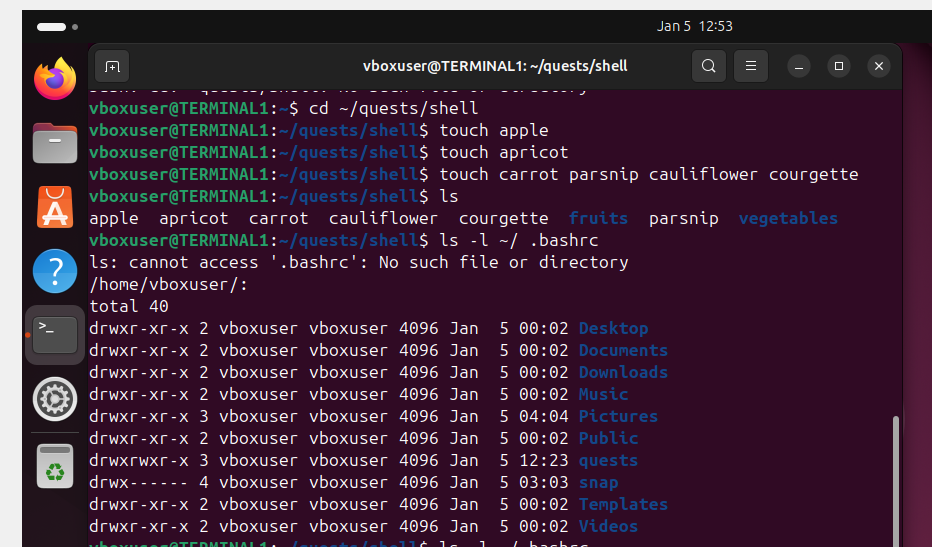 Jan 5 12:53
vboxuser@TERMINAL1: ~/quests/shell
vboxuser@TERMINAL1:~$ cd ~/quests/shell
vboxuser@TERMINAL1:~/quests/shell$ touch apple
vboxuser@TERMINAL1:~/quests/shell$ touch apricot
vboxuser@TERMINAL1:~/quests/shell$ touch carrot parsnip cauliflower courgette
vboxuser@TERMINAL1:~/quests/shell$ ls
apple  apricot  carrot  cauliflower  courgette  fruits  parsnip  vegetables
vboxuser@TERMINAL1:~/quests/shell$ ls -l ~/ .bashrc
ls: cannot access '.bashrc': No such file or directory
/home/vboxuser/:
total 40
drwxr-xr-x 2 vboxuser vboxuser 4096 Jan  5 00:02 Desktop
drwxr-xr-x 2 vboxuser vboxuser 4096 Jan  5 00:02 Documents
drwxr-xr-x 2 vboxuser vboxuser 4096 Jan  5 00:02 Downloads
drwxr-xr-x 2 vboxuser vboxuser 4096 Jan  5 00:02 Music
drwxr-xr-x 3 vboxuser vboxuser 4096 Jan  5 04:04 Pictures
drwxr-xr-x 2 vboxuser vboxuser 4096 Jan  5 00:02 Public
drwxrwxr-x 3 vboxuser vboxuser 4096 Jan  5 12:23 quests
drwx------ 4 vboxuser vboxuser 4096 Jan  5 03:03 snap
drwxr-xr-x 2 vboxuser vboxuser 4096 Jan  5 00:02 Templates
drwxr-xr-x 2 vboxuser vboxuser 4096 Jan  5 00:02 Videos